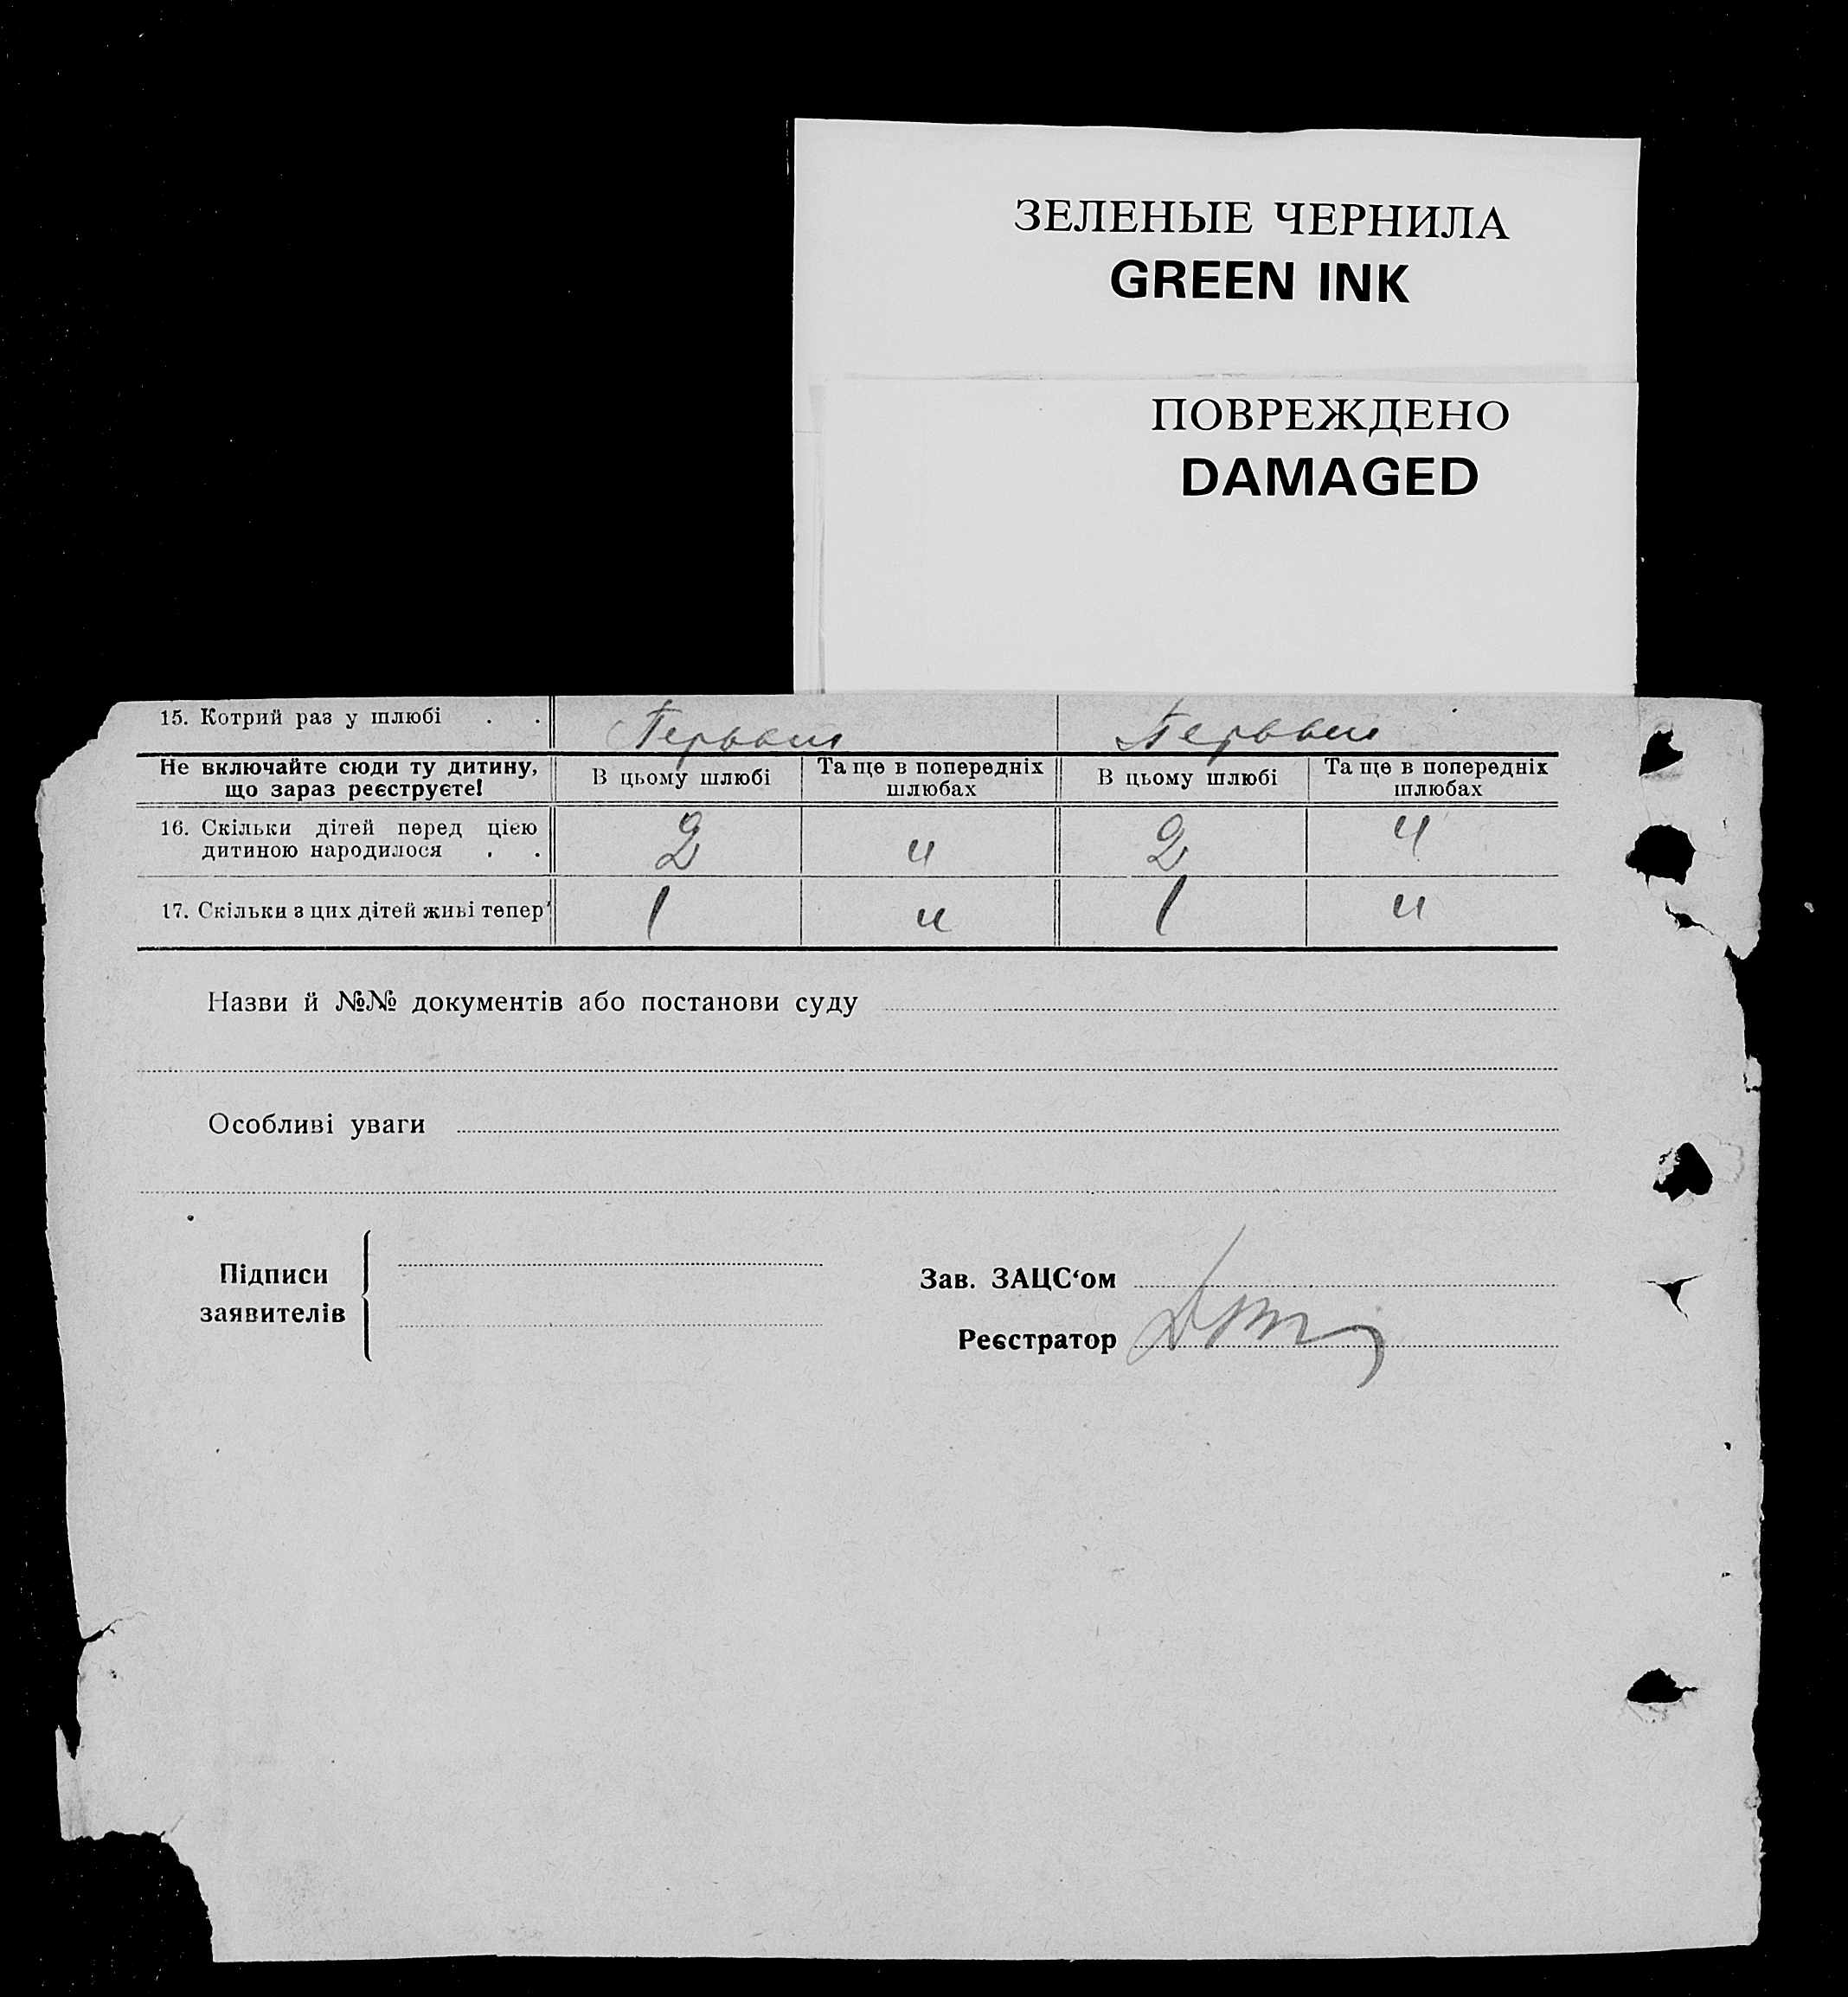 ЗЕЛЕНЫЕ ЧЕРНИЛА
GREEN INK
ПОВРЕЖДЕНО
DAMAGED
15. Котрий раз у шлюбі . . Первый Первый
Не включайте сюди ту дитину, що зараз реєструєте! В цьому шлюбі Та ще в попередніх шлюбах В цьому шлюбі Та ще в попередніх шлюбах
16. Скільки дітей перед цією
дитиною народилося . . 2 " 2 "
17. Скільки з цих дітей живі тепер 1 " 1 "
Назви й №№ документів або постанови суду
Особливі уваги
Підписи
заявителів
Зав. ЗАЦС‘ом
Реєстратор